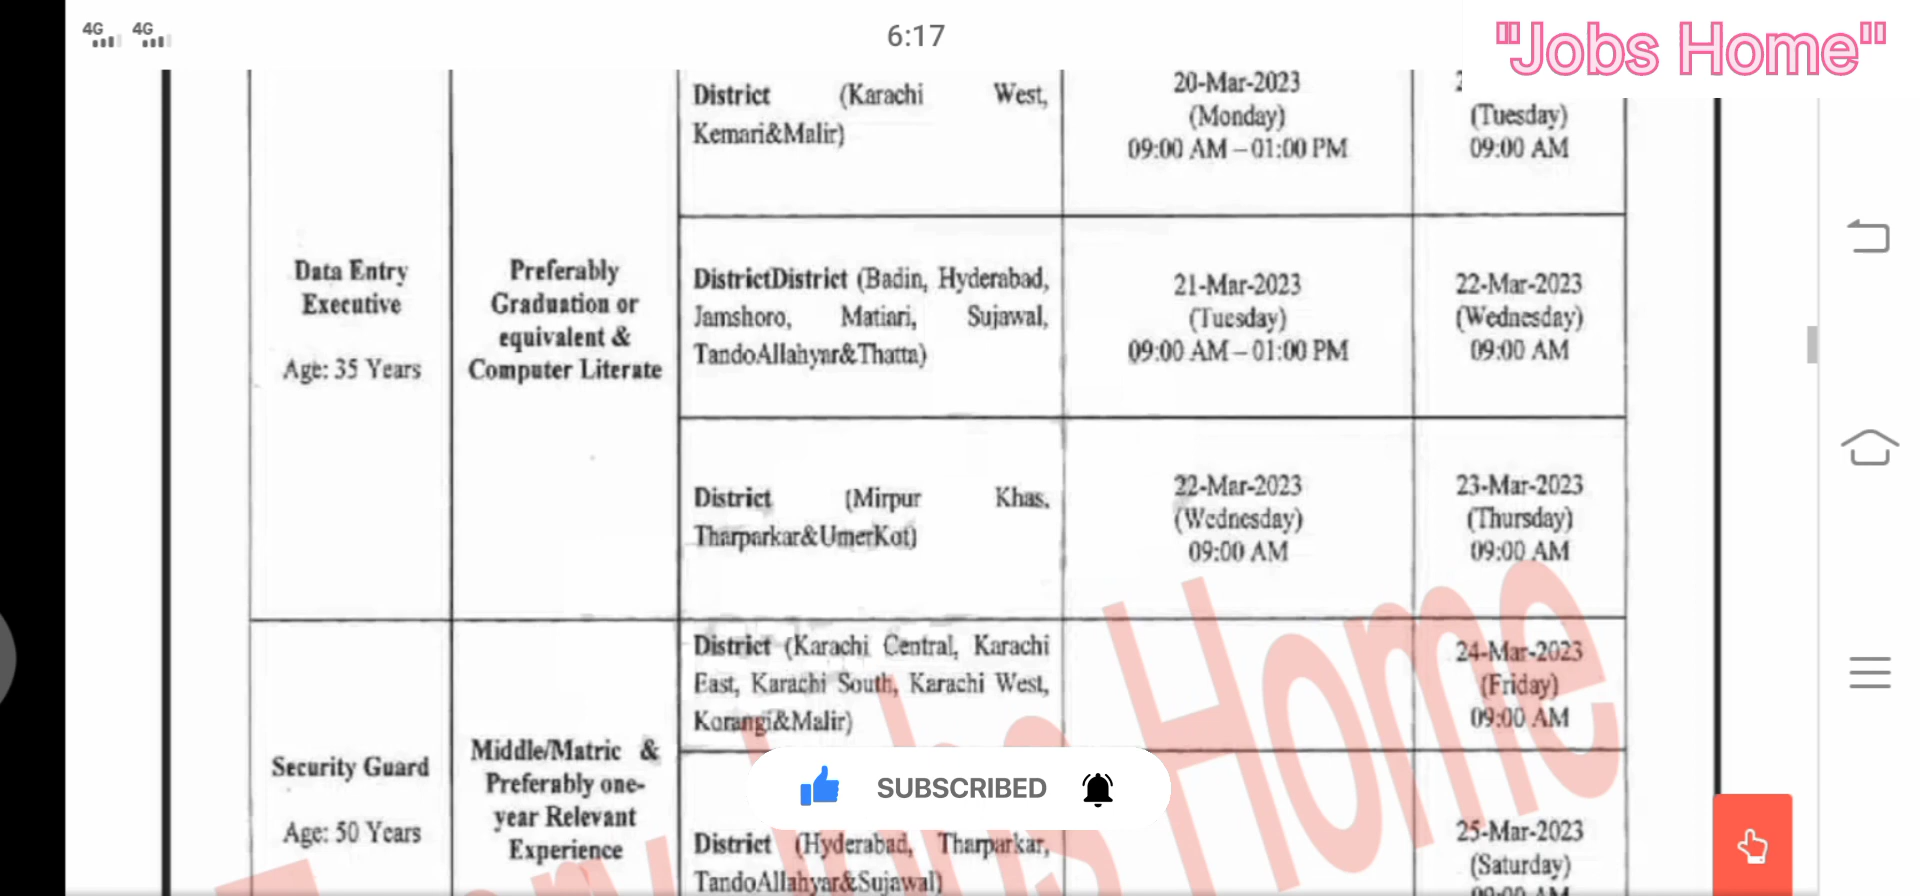 4G 4G
6:17
"Jobs Home"
District (Karachi West,
Kemari&Malir)
20-Mar-2023
(Monday)
09:00 AM – 01:00 PM
(Tuesday)
09:00 AM
Data Entry
Executive
Age: 35 Years
Preferably
Graduation or
equivalent &
Computer Literate
DistrictDistrict (Badin, Hyderabad,
Jamshoro, Matiari, Sujawal,
TandoAllahyar&Thatta)
21-Mar-2023
(Tuesday)
09:00 AM – 01:00 PM
22-Mar-2023
(Wednesday)
09:00 AM
District (Mirpur Khas,
Tharparkar&UmerKot)
22-Mar-2023
(Wednesday)
09:00 AM
23-Mar-2023
(Thursday)
09:00 AM
Security Guard
Age: 50 Years
Middle/Matric &
Preferably one-
year Relevant
Experience
District (Karachi Central, Karachi
East, Karachi South, Karachi West,
Korangi&Malir)
24-Mar-2023
(Friday)
09:00 AM
District (Hyderabad, Tharparkar,
TandoAllahyar&Sujawal)
25-Mar-2023
(Saturday)
09:00 AM
SUBSCRIBED
Jobs Home